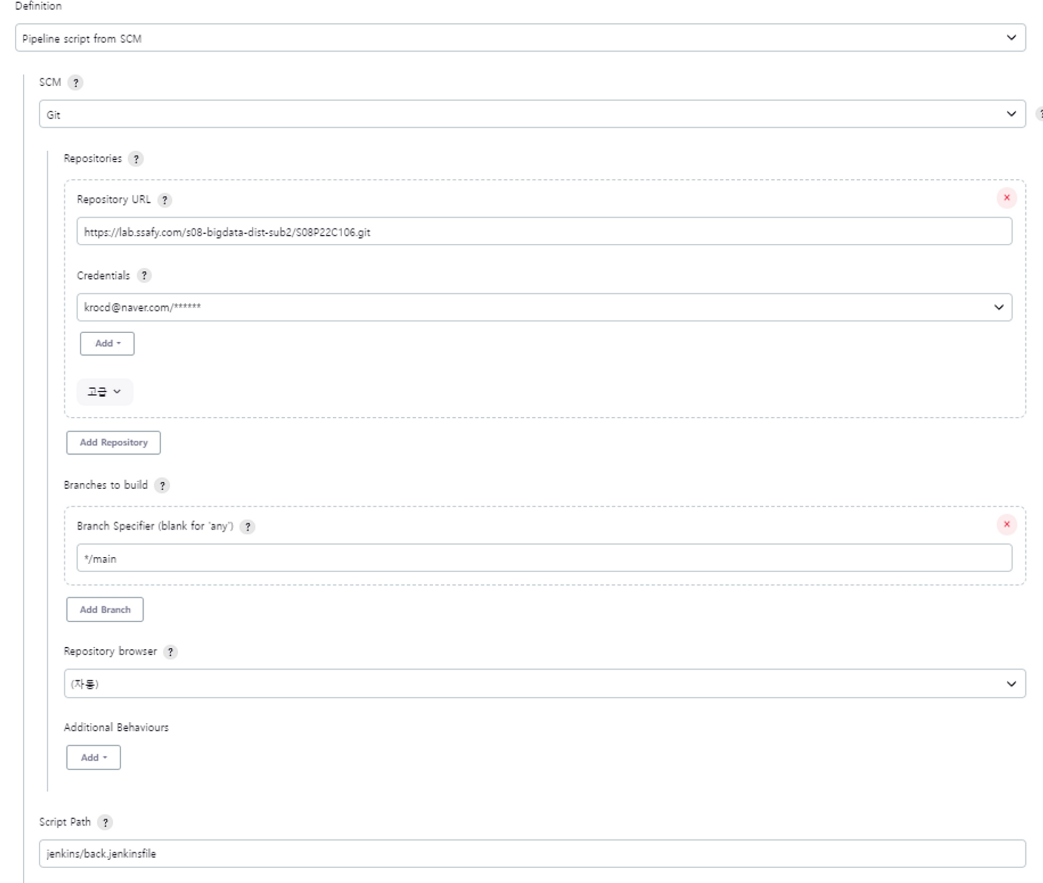 Definition
Pipeline script from SCM
SCM ?
Git
?
Repositories ?
Repository URL ?
×
https://lab.ssafy.com/s08-bigdata-dist-sub2/S08P22C106.git
Credentials ?
krocd@naver.com/******
Add
고급
Add Repository
Branches to build ?
Branch Specifier (blank for 'any') ?
×
*/main
Add Branch
Repository browser ?
(자동)
Additional Behaviours
Add
Script Path ?
jenkins/back.jenkinsfile